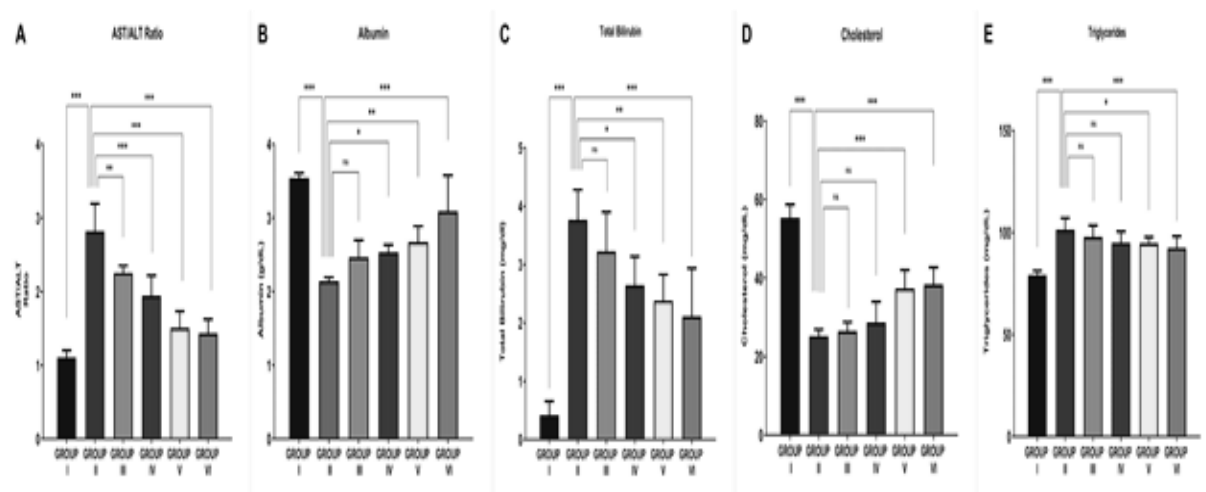 A
AST/ALT Ratio
***
***
***
***
**
AST/ALT
Ratio
4
3
2
1
0
GROUP GROUP GROUP GROUP GROUP GROUP
I II III IV V VI
B
Albumin
***
***
**
*
ns
Albumin (g/dL)
4
3
2
1
0
GROUP GROUP GROUP GROUP GROUP GROUP
I II III IV V VI
C
Total Bilirubin
***
***
**
*
ns
Total Bilirubin (mg/dl)
5
4
3
2
1
0
GROUP GROUP GROUP GROUP GROUP GROUP
I II III IV V VI
D
Cholesterol
***
***
***
ns
ns
Cholesterol (mg/dL)
80
60
40
20
0
GROUP GROUP GROUP GROUP GROUP GROUP
I II III IV V VI
E
Triglycerides
***
***
*
ns
ns
Triglycerides (mg/dL)
150
100
50
0
GROUP GROUP GROUP GROUP GROUP GROUP
I II III IV V VI